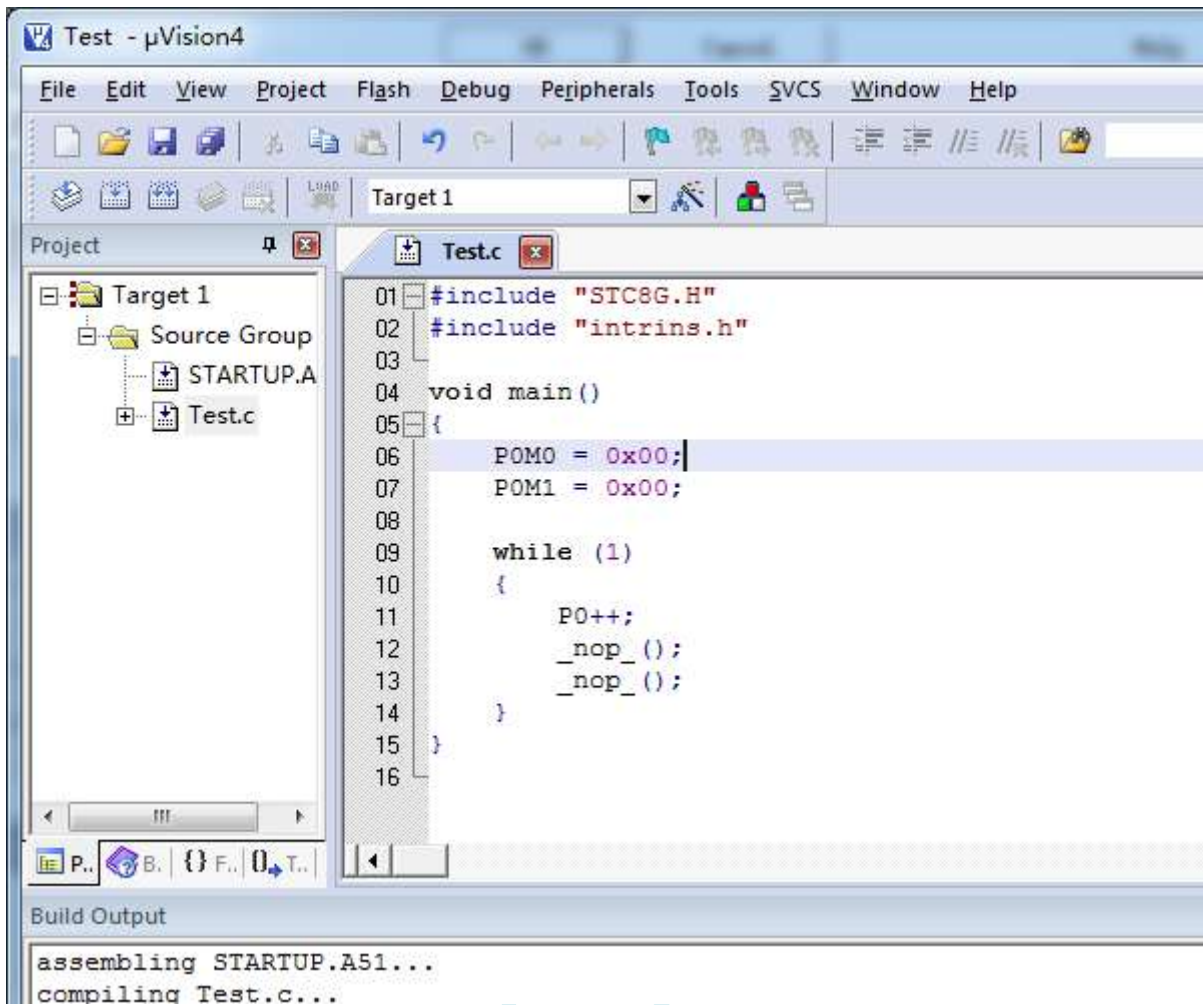 Test - μVision4
File Edit View Project Flash Debug Peripherals Tools SVCS Window Help
LOAD
Target 1
Project
Test.c
Target 1
Source Group
STARTUP.A
Test.c
01 #include "STC8G.H"
02 #include "intrins.h"
03
04 void main()
05 {
06 P0M0 = 0x00;
07 P0M1 = 0x00;
08
09 while (1)
10 {
11 P0++;
12 _nop_();
13 _nop_();
14 }
15 }
16
P.. B. {} F.. 0 T..
Build Output
assembling STARTUP.A51...
compiling Test.c...